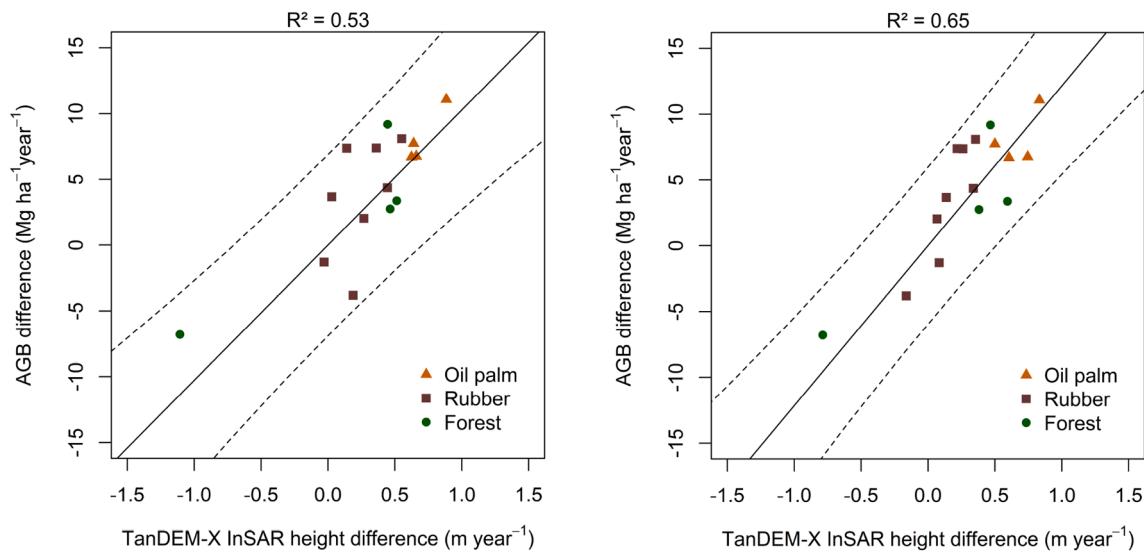 R² = 0.53
AGB difference (Mg ha⁻¹year⁻¹)
15
10
5
0
-5
-10
-15
Oil palm
Rubber
Forest
-1.5 -1.0 -0.5 0.0 0.5 1.0 1.5
TanDEM-X InSAR height difference (m year⁻¹)
R² = 0.65
AGB difference (Mg ha⁻¹year⁻¹)
15
10
5
0
-5
-10
-15
Oil palm
Rubber
Forest
-1.5 -1.0 -0.5 0.0 0.5 1.0 1.5
TanDEM-X InSAR height difference (m year⁻¹)